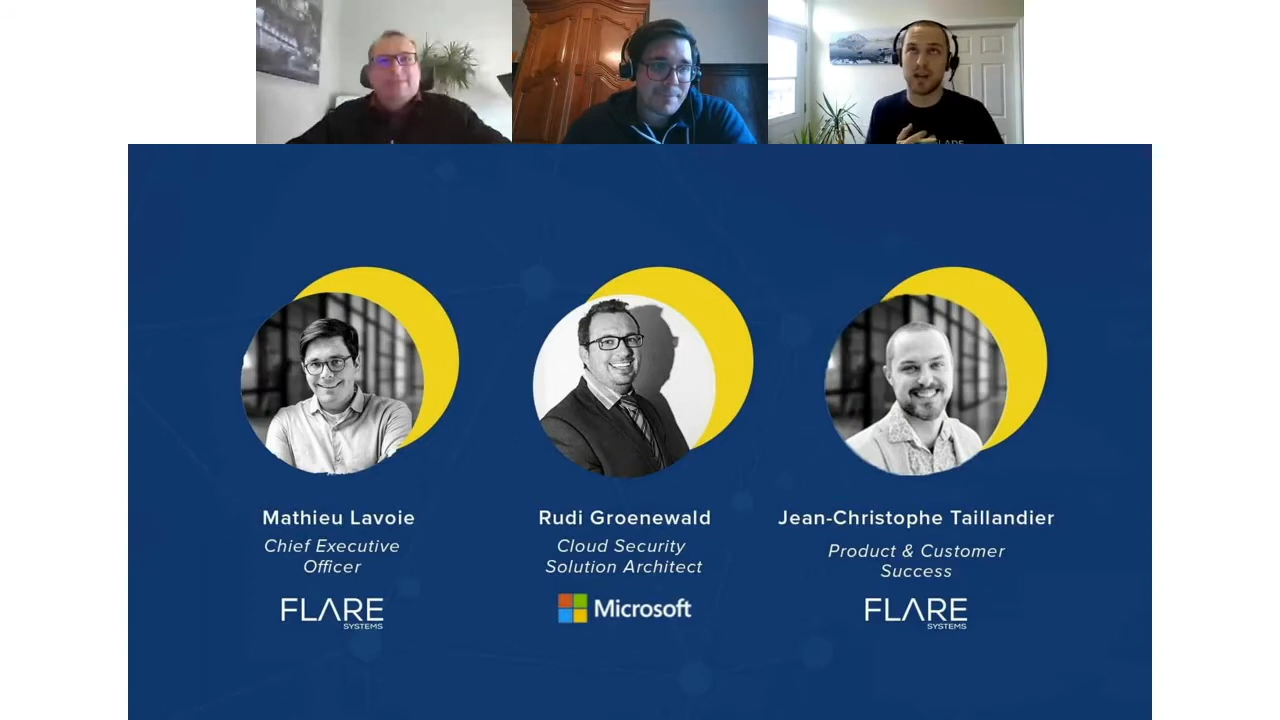 Mathieu Lavoie
Chief Executive
Officer
FLARE
SYSTEMS
Rudi Groenewald
Cloud Security
Solution Architect
Microsoft
Jean-Christophe Taillandier
Product & Customer
Success
FLARE
SYSTEMS